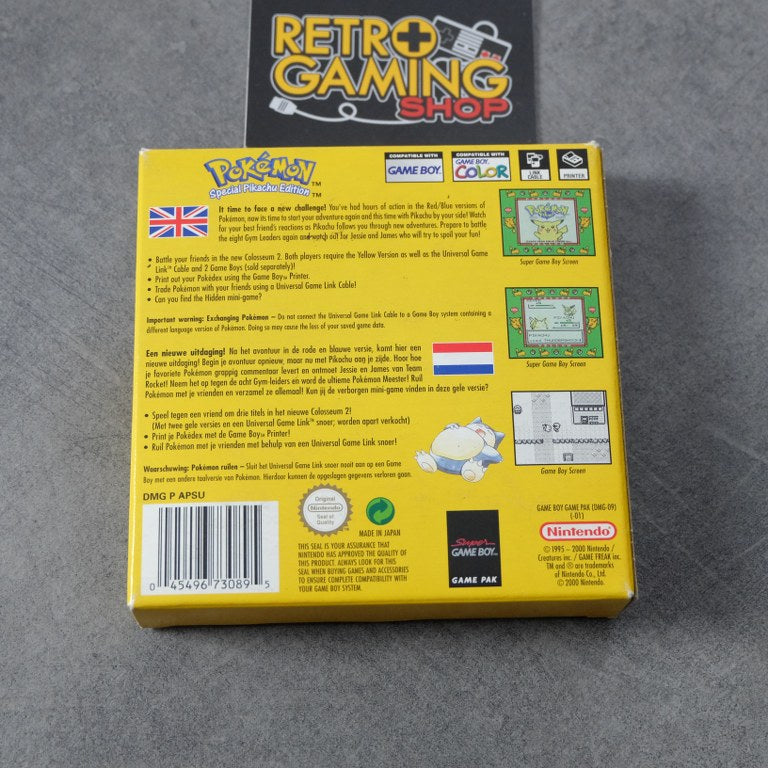 RETRO
GAMING
SHOP
POKéMON
Special Pikachu Edition
COMPATIBLE WITH
GAME BOY
COMPATIBLE WITH
GAME BOY
COLOR
LINK
CABLE
PRINTER
It time to face a new challenge! You've had hours of action in the Red/Blue versions of
Pokémon, now its time to start your adventure again and this time with Pikachu by your side! Watch
for your best friend's reactions as Pikachu follows you through new adventures. Prepare to battle
the eight Gym Leaders again and watch out for Jessie and James who will try to spoil your fun!
• Battle your friends in the new Colosseum 2. Both players require the Yellow Version as well as the Universal Game
Link™ Cable and 2 Game Boys (sold separately)!
• Print out your Pokédex using the Game Boy™ Printer.
• Trade Pokémon with your friends using a Universal Game Link Cable!
• Can you find the Hidden mini-game?
Important warning: Exchanging Pokémon – Do not connect the Universal Game Link Cable to a Game Boy system containing a
different language version of Pokémon. Doing so may cause the loss of your saved game data.
Super Game Boy Screen
Een nieuwe uitdaging! Na het avontuur in de rode en blauwe versie, komt hier een
nieuwe uitdaging! Begin je avontuur opnieuw, maar nu met Pikachu aan je zijde. Hoor hoe
je favoriete Pokémon grappig commentaar levert en ontmoet Jessie en James van Team
Rocket! Neem het op tegen de acht Gym-leiders en word de ultieme Pokémon Meester! Ruil
Pokémon met je vrienden en verzamel ze allemaal! Kun jij de verborgen mini-game vinden in deze gele versie?
Super Game Boy Screen
• Speel tegen een vriend om drie titels in het nieuwe Colosseum 2!
(Met twee gele versies en een Universal Game Link™ snoer, worden apart verkocht)
• Print je Pokédex met de Game Boy™ Printer!
• Ruil Pokémon met je vrienden met behulp van een Universal Game Link snoer!
Waarschuwing: Pokémon ruilen – Sluit het Universal Game Link snoer nooit aan op een Game
Boy met een andere taalversie van Pokémon. Hierdoor kunnen de opgeslagen gegevens verloren gaan.
Game Boy Screen
DMG P APSU
0 45496 73089 5
Original
Nintendo
Seal of
Quality
MADE IN JAPAN
THIS SEAL IS YOUR ASSURANCE THAT
NINTENDO HAS APPROVED THE QUALITY OF
THIS PRODUCT. ALWAYS LOOK FOR THIS
SEAL WHEN BUYING GAMES AND ACCESSORIES
TO ENSURE COMPLETE COMPATIBILITY WITH
YOUR GAME BOY SYSTEM.
Super
GAME BOY
GAME PAK
GAME BOY GAME PAK (DMG-09)
(-01)
Nintendo
© 1995 – 2000 Nintendo /
Creatures inc. / GAME FREAK inc.
TM and ® are trademarks
of Nintendo Co., Ltd.
© 2000 Nintendo.